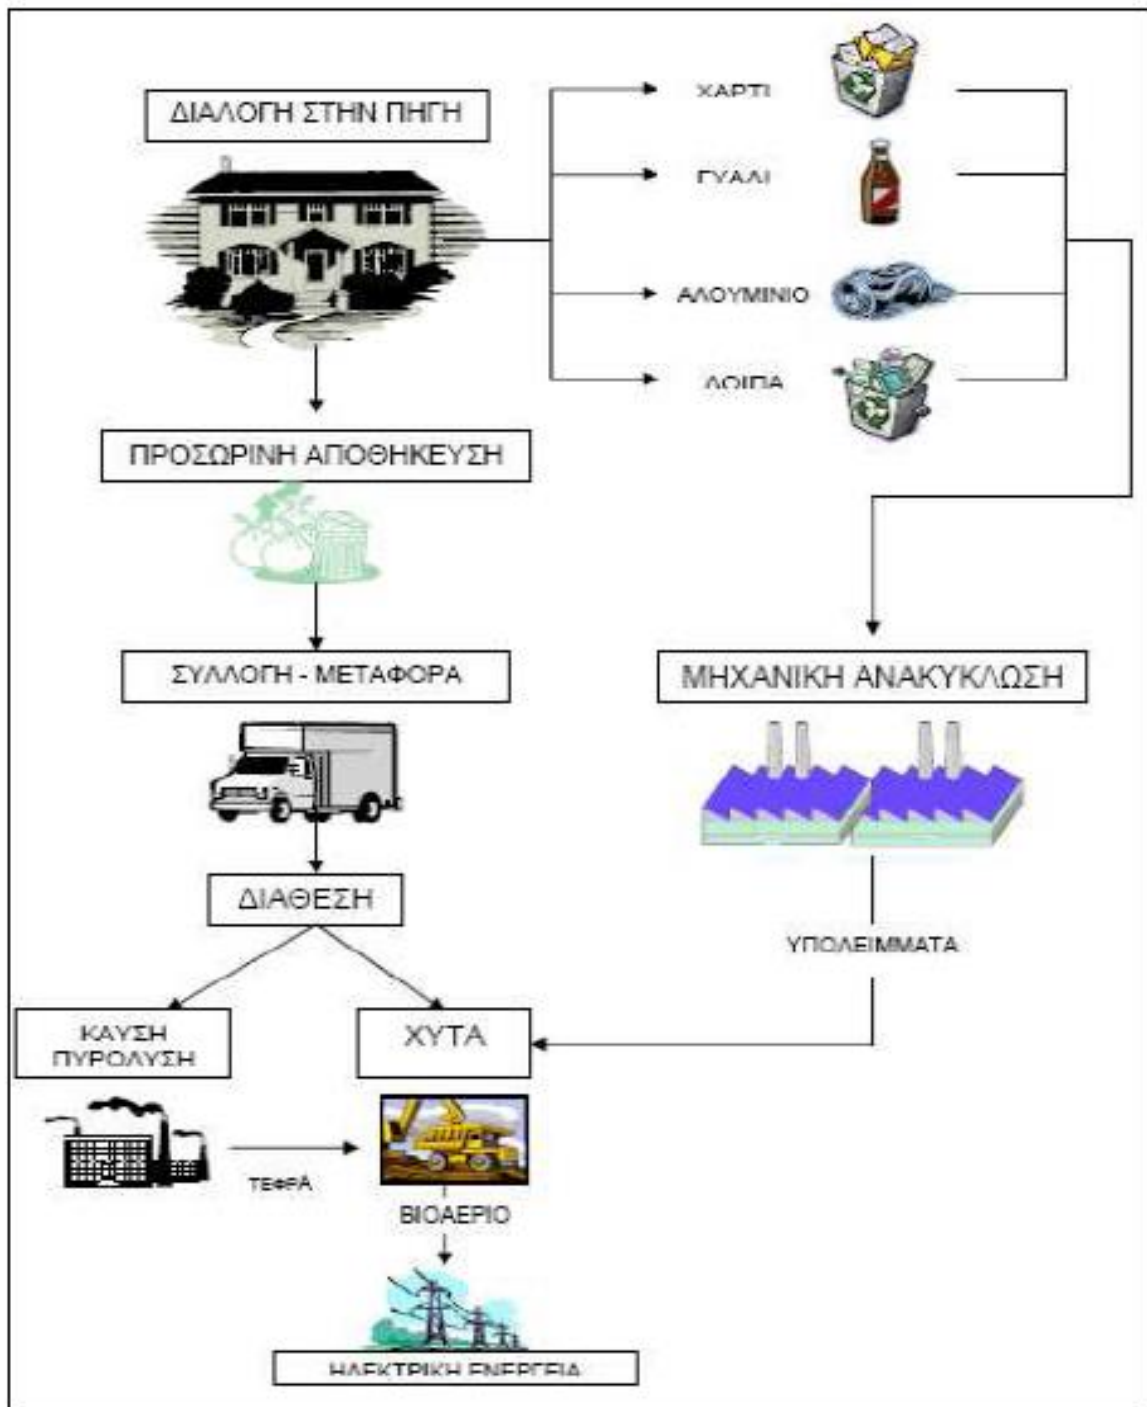 ΔΙΑΛΟΓΗ ΣΤΗΝ ΠΗΓΗ
ΧΑΡΤΙ
ΓΥΑΛΙ
ΑΛΟΥΜΙΝΙΟ
ΛΟΙΠΑ
ΠΡΟΣΩΡΙΝΗ ΑΠΟΘΗΚΕΥΣΗ
ΣΥΛΛΟΓΗ - ΜΕΤΑΦΟΡΑ
ΜΗΧΑΝΙΚΗ ΑΝΑΚΥΚΛΩΣΗ
ΔΙΑΘΕΣΗ
ΥΠΟΛΕΙΜΜΑΤΑ
ΚΑΥΣΗ
ΠΥΡΟΛΥΣΗ
ΧΥΤΑ
ΤΕΦΡΑ
ΒΙΟΑΕΡΙΟ
ΗΛΕΚΤΡΙΚΗ ΕΝΕΡΓΕΙΑ